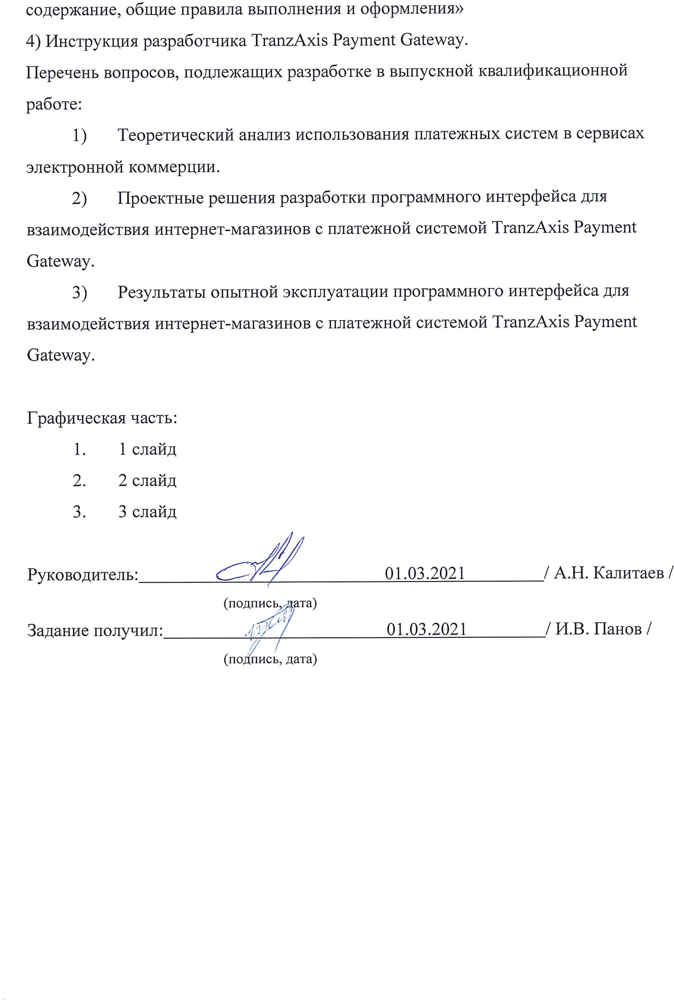 содержание, общие правила выполнения и оформления»
4) Инструкция разработчика TranzAxis Payment Gateway.
Перечень вопросов, подлежащих разработке в выпускной квалификационной
работе:
1) Теоретический анализ использования платежных систем в сервисах
электронной коммерции.
2) Проектные решения разработки программного интерфейса для
взаимодействия интернет-магазинов с платежной системой TranzAxis Payment
Gateway.
3) Результаты опытной эксплуатации программного интерфейса для
взаимодействия интернет-магазинов с платежной системой TranzAxis Payment
Gateway.
Графическая часть:
1. 1 слайд
2. 2 слайд
3. 3 слайд
Руководитель: 01.03.2021 / А.Н. Калитаев /
(подпись, дата)
Задание получил: 01.03.2021 / И.В. Панов /
(подпись, дата)